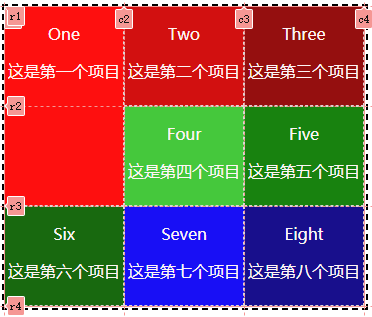 r1
c2
c3
c4
One
Two
Three
这是第一个项目
这是第二个项目
这是第三个项目
r2
Four
Five
这是第四个项目
这是第五个项目
r3
Six
Seven
Eight
这是第六个项目
这是第七个项目
这是第八个项目
r4